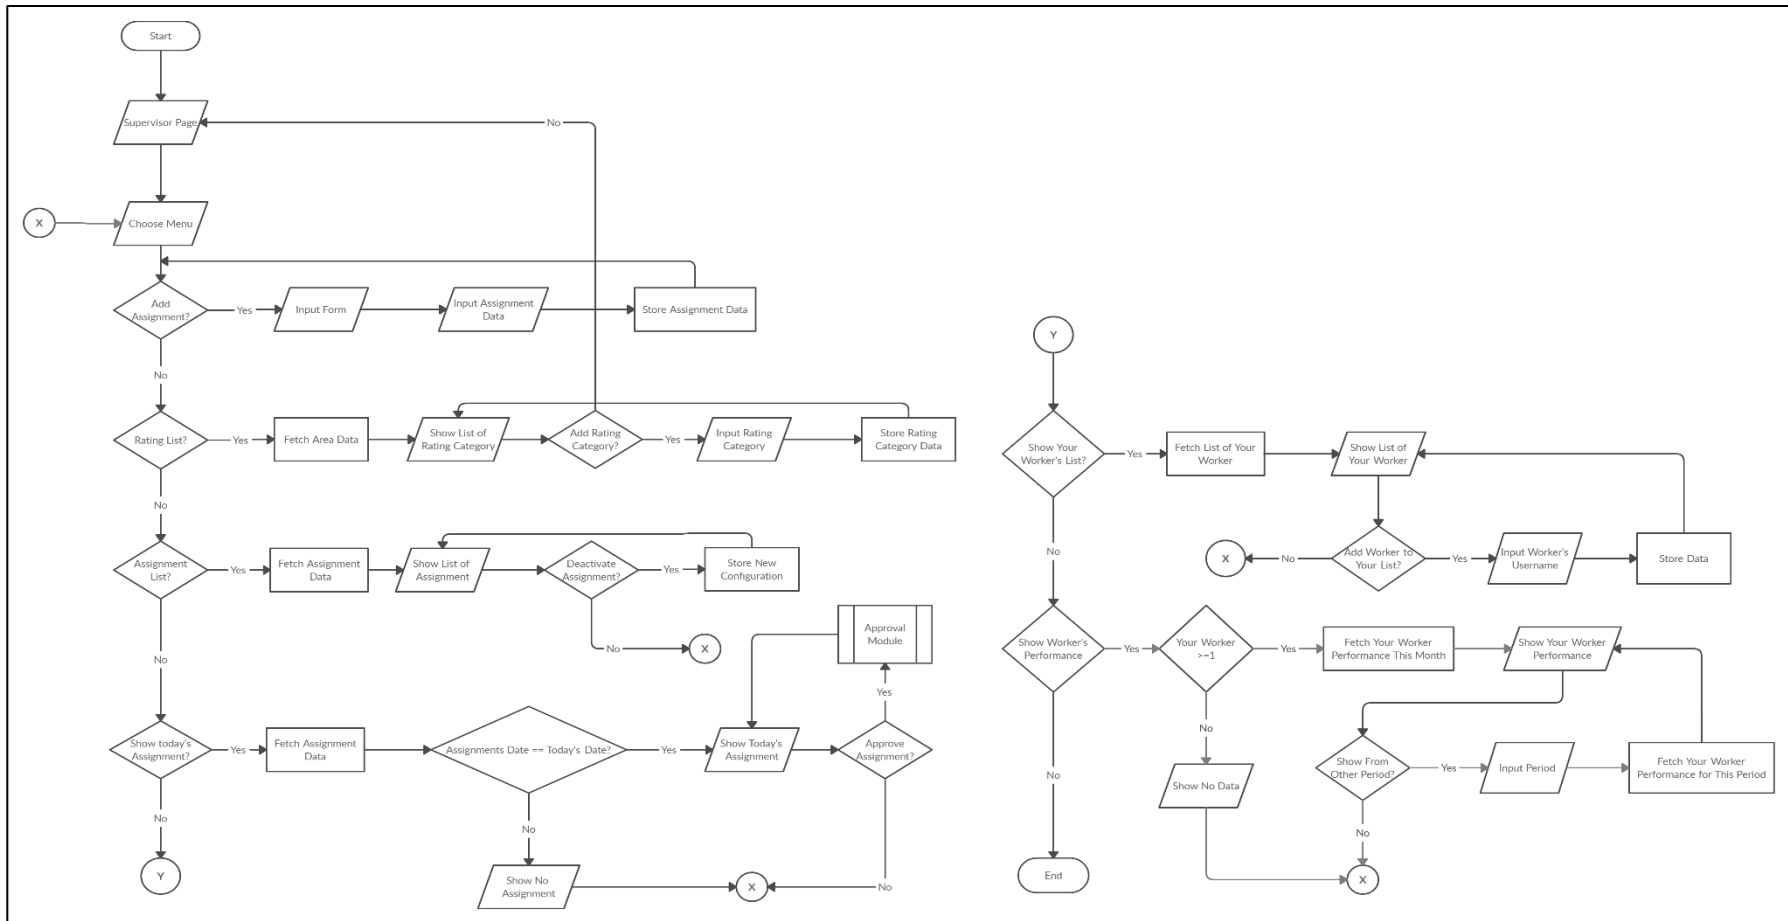 Start
Supervisor Page
No
X
Choose Menu
Add
Assignment?
Yes
Input Form
Input Assignment
Data
Store Assignment Data
No
Rating List?
Yes
Fetch Area Data
Show List of
Rating Category
Add Rating
Category?
Yes
Input Rating
Category
Store Rating
Category Data
No
Assignment
List?
Yes
Fetch Assignment
Data
Show List of
Assignment
Deactivate
Assignment?
Yes
Store New
Configuration
No
X
No
Approval
Module
Yes
Show today's
Assignment?
Yes
Fetch Assignment
Data
Assignments Date == Today's Date?
Yes
Show Today's
Assignment
Approve
Assignment?
No
Show No
Assignment
X
No
No
Y
Y
Show Your
Worker's List?
Yes
Fetch List of Your
Worker
Show List of
Your Worker
No
X
No
Add Worker to
Your List?
Yes
Input Worker's
Username
Store Data
Show Worker's
Performance
Yes
Your Worker
>=1
Yes
Fetch Your Worker
Performance This Month
Show Your Worker
Performance
No
Show No Data
Show From
Other Period?
Yes
Input Period
Fetch Your Worker
Performance for This Period
No
X
No
End